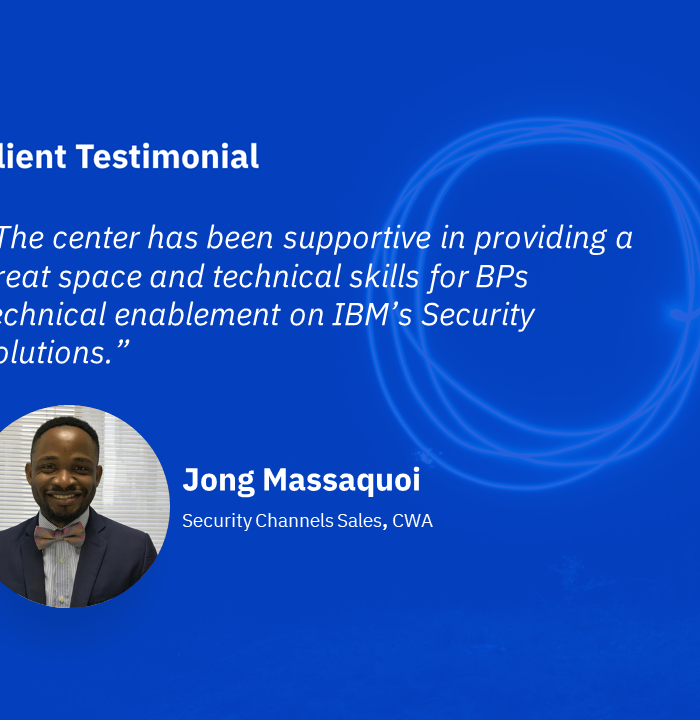 lient Testimonial
The center has been supportive in providing a
reat space and technical skills for BPs
echnical enablement on IBM’s Security
olutions.”
Jong Massaquoi
Security Channels Sales, CWA